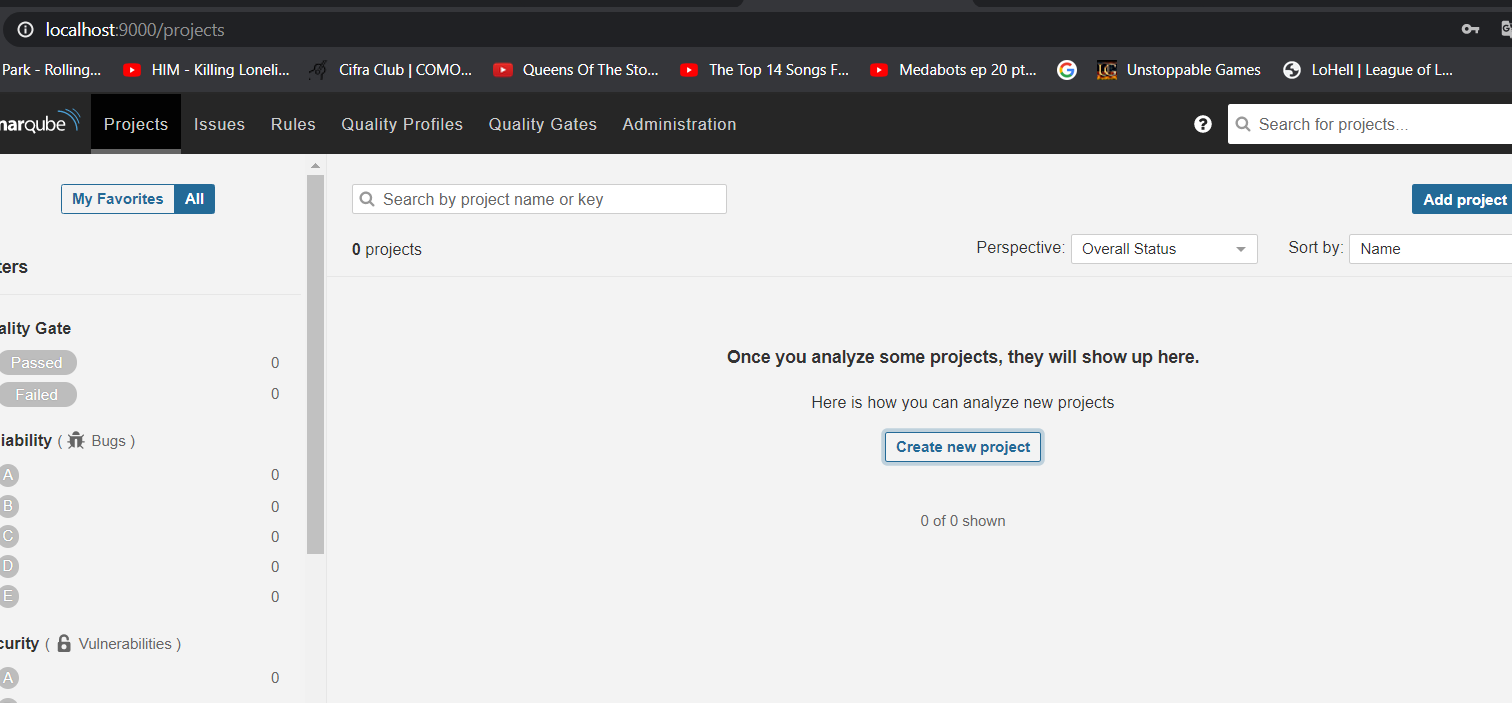 localhost:9000/projects
Park - Rolling... HIM - Killing Loneli... Cifra Club | COMO... Queens Of The Sto... The Top 14 Songs F... Medabots ep 20 pt... Unstoppable Games LoHell | League of L...
narqube Projects Issues Rules Quality Profiles Quality Gates Administration ? Search for projects...
My Favorites All
Search by project name or key
Add project
0 projects
Perspective: Overall Status
Sort by: Name
ters
ality Gate
Passed 0
Failed 0
iability ( Bugs )
A 0
B 0
C 0
D 0
E 0
curity ( Vulnerabilities )
A 0
Once you analyze some projects, they will show up here.
Here is how you can analyze new projects
Create new project
0 of 0 shown